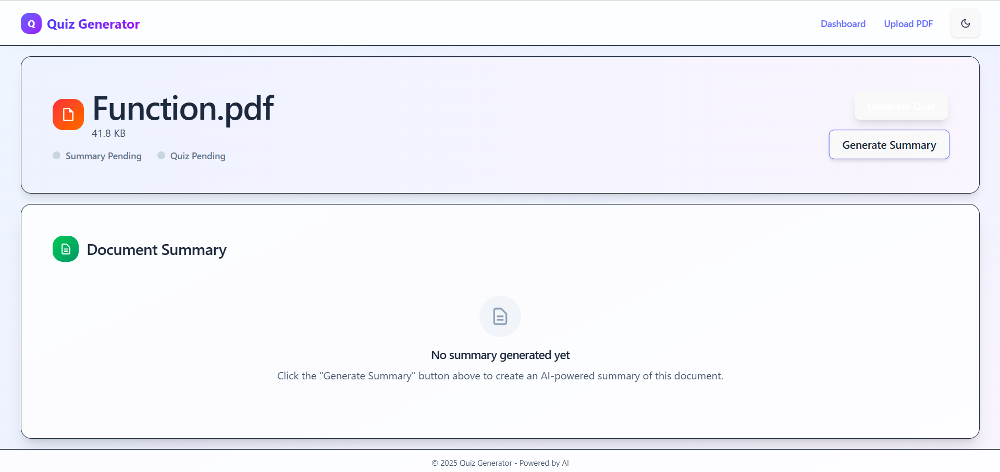 Q Quiz Generator
Dashboard
Upload PDF
Function.pdf
41.8 KB
Summary Pending
Quiz Pending
Generate Quiz
Generate Summary
Document Summary
No summary generated yet
Click the "Generate Summary" button above to create an AI-powered summary of this document.
© 2025 Quiz Generator - Powered by AI